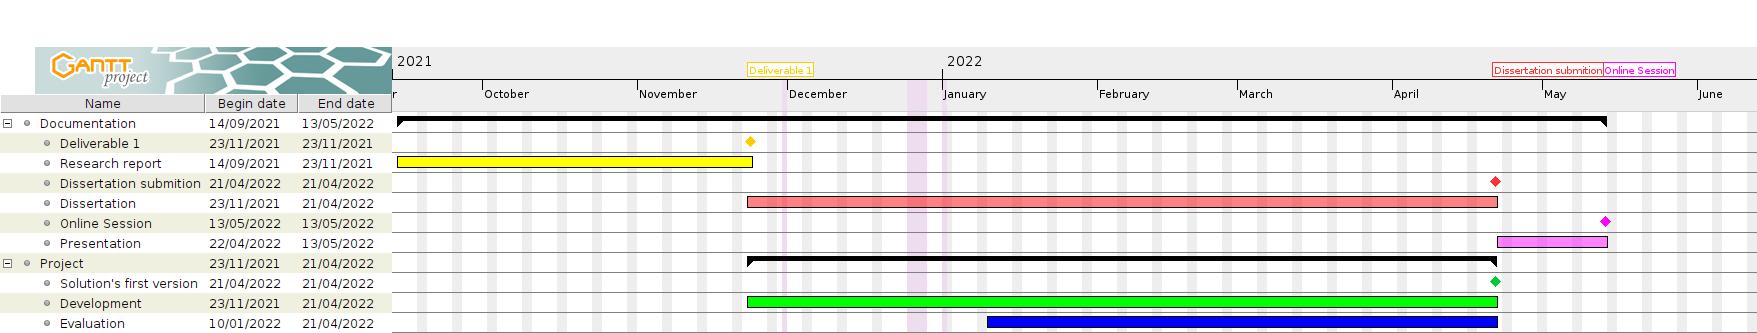 2021
2022
GANTT
project
Deliverable 1
Dissertation submition
Online Session
Name Begin date End date
r October November December January February March April May June
Documentation 14/09/2021 13/05/2022
Deliverable 1 23/11/2021 23/11/2021
Research report 14/09/2021 23/11/2021
Dissertation submition 21/04/2022 21/04/2022
Dissertation 23/11/2021 21/04/2022
Online Session 13/05/2022 13/05/2022
Presentation 22/04/2022 13/05/2022
Project 23/11/2021 21/04/2022
Solution's first version 21/04/2022 21/04/2022
Development 23/11/2021 21/04/2022
Evaluation 10/01/2022 21/04/2022